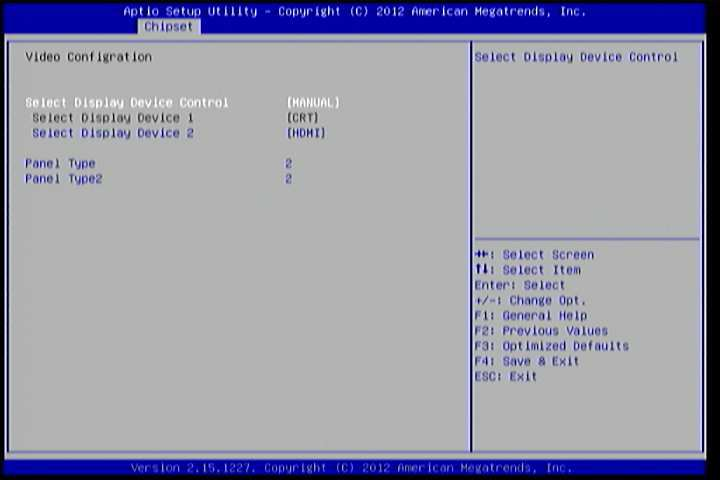 Aptio Setup Utility – Copyright (C) 2012 American Megatrends, Inc.
Chipset
Video Configration
Select Display Device Control [MANUAL]
Select Display Device 1 [CRT]
Select Display Device 2 [HDMI]
Panel Type 2
Panel Type2 2
Select Display Device Control
→←: Select Screen
↑↓: Select Item
Enter: Select
+/-: Change Opt.
F1: General Help
F2: Previous Values
F3: Optimized Defaults
F4: Save & Exit
ESC: Exit
Version 2.15.1227. Copyright (C) 2012 American Megatrends, Inc.